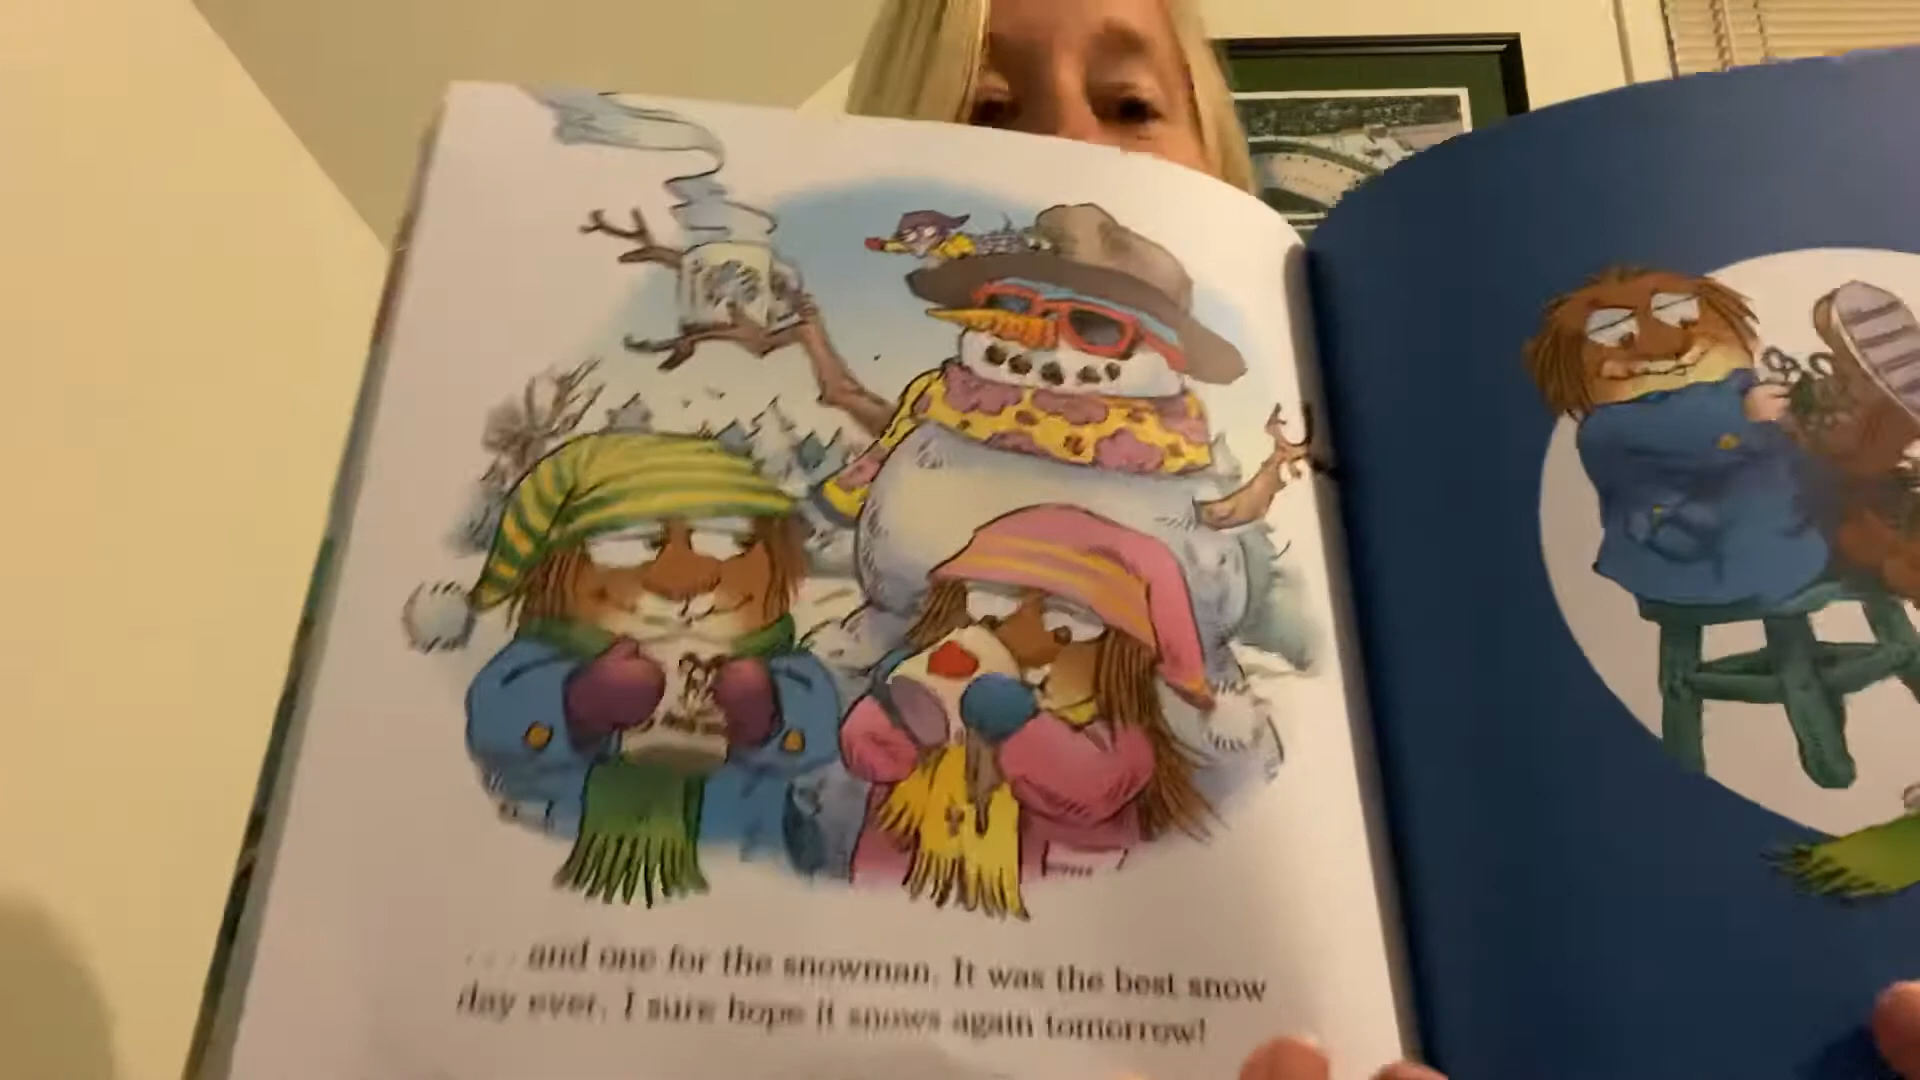 . . . and one for the snowman. It was the best snow
day ever. I sure hope it snows again tomorrow!